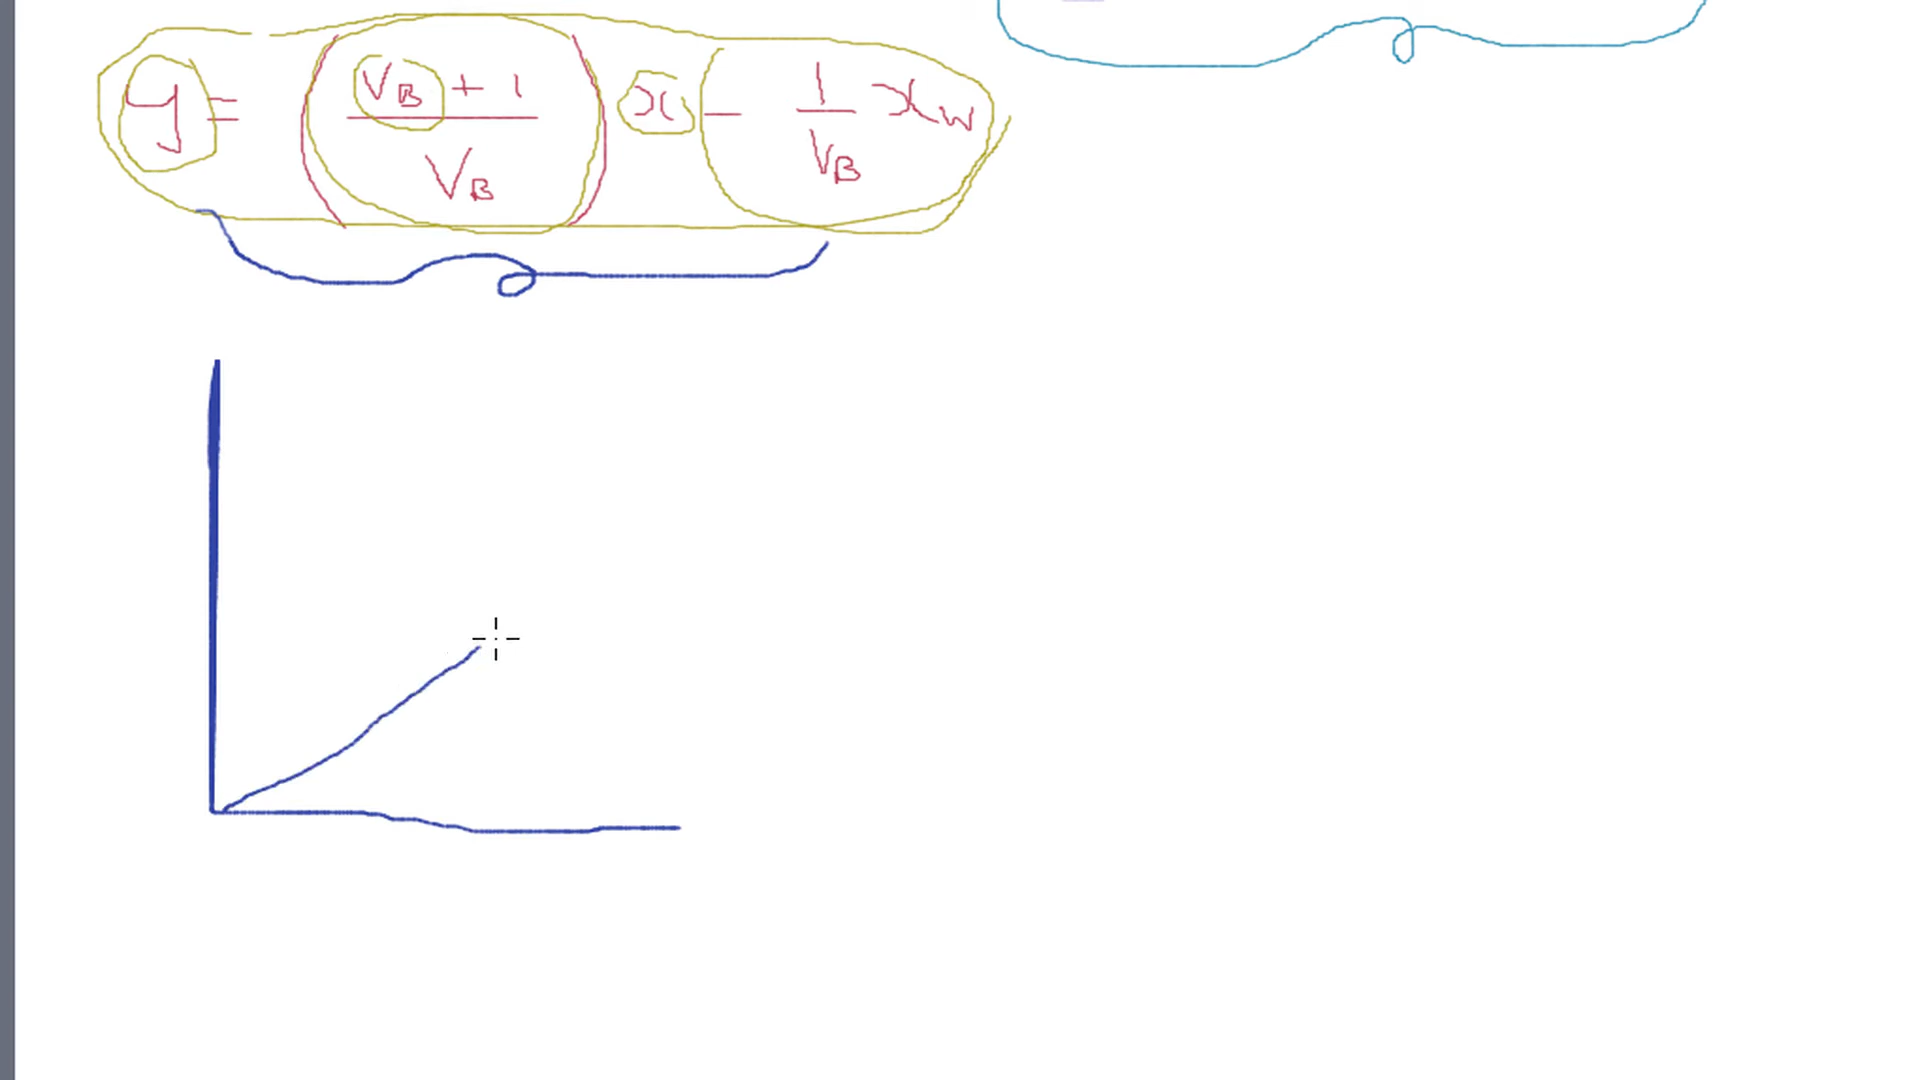 y = ( (V_B + 1) / V_B ) x - (1 / V_B) x_w